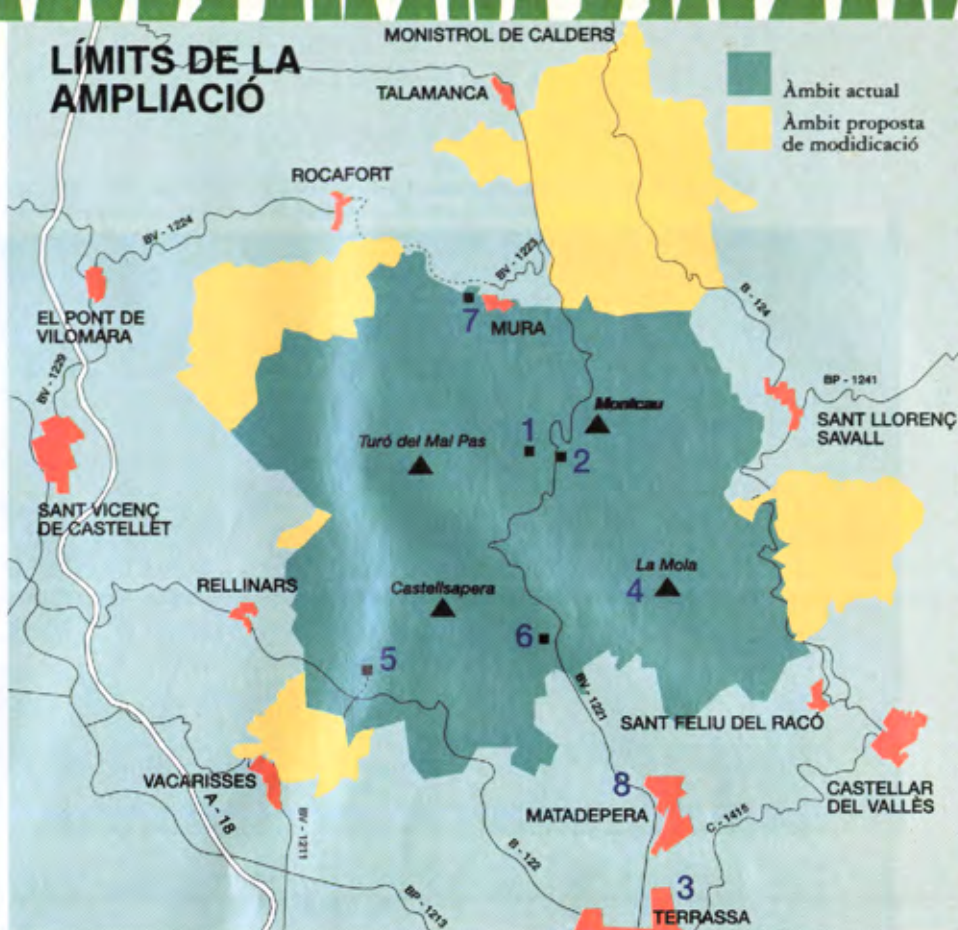 LÍMITS DE LA
AMPLIACIÓ
MONISTROL DE CALDERS
Àmbit actual
Àmbit proposta
de modidicació
TALAMANCA
ROCAFORT
BV - 1224
BV - 1223
B - 124
EL PONT DE
VILOMARA
7
MURA
BP - 1241
BV - 1229
Montcau
SANT LLORENÇ
SAVALL
Turó del Mal Pas
1
2
SANT VICENÇ
DE CASTELLET
RELLINARS
Castellsapera
La Mola
4
6
5
BV - 1221
SANT FELIU DEL RACÓ
VACARISSES
A - 18
8
MATADEPERA
CASTELLAR
DEL VALLÈS
BV - 1211
C - 1415
B - 122
BP - 1213
3
TERRASSA